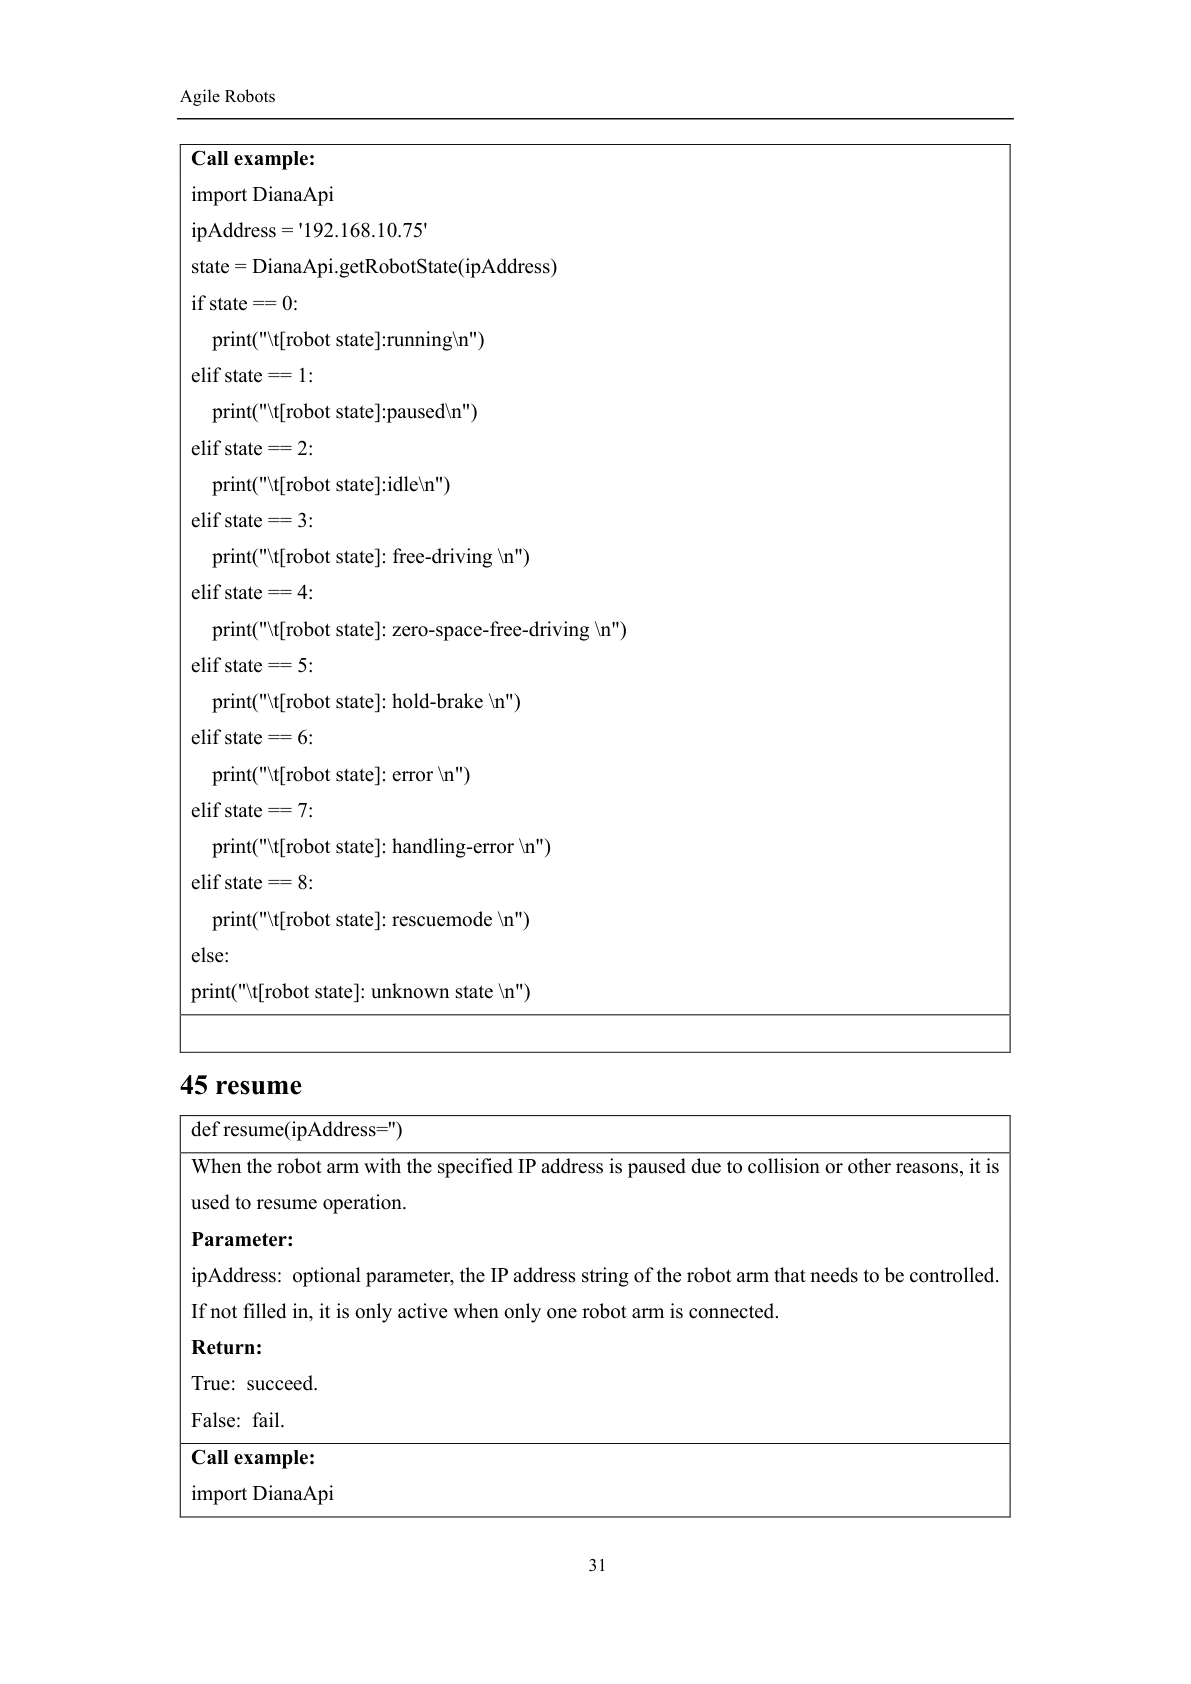 Agile Robots
Call example:
import DianaApi
ipAddress = '192.168.10.75'
state = DianaApi.getRobotState(ipAddress)
if state == 0:
    print("\t[robot state]:running\n")
elif state == 1:
    print("\t[robot state]:paused\n")
elif state == 2:
    print("\t[robot state]:idle\n")
elif state == 3:
    print("\t[robot state]: free-driving \n")
elif state == 4:
    print("\t[robot state]: zero-space-free-driving \n")
elif state == 5:
    print("\t[robot state]: hold-brake \n")
elif state == 6:
    print("\t[robot state]: error \n")
elif state == 7:
    print("\t[robot state]: handling-error \n")
elif state == 8:
    print("\t[robot state]: rescuemode \n")
else:
print("\t[robot state]: unknown state \n")
45 resume
def resume(ipAddress='')
When the robot arm with the specified IP address is paused due to collision or other reasons, it is
used to resume operation.
Parameter:
ipAddress:  optional parameter, the IP address string of the robot arm that needs to be controlled.
If not filled in, it is only active when only one robot arm is connected.
Return:
True:  succeed.
False:  fail.
Call example:
import DianaApi
31